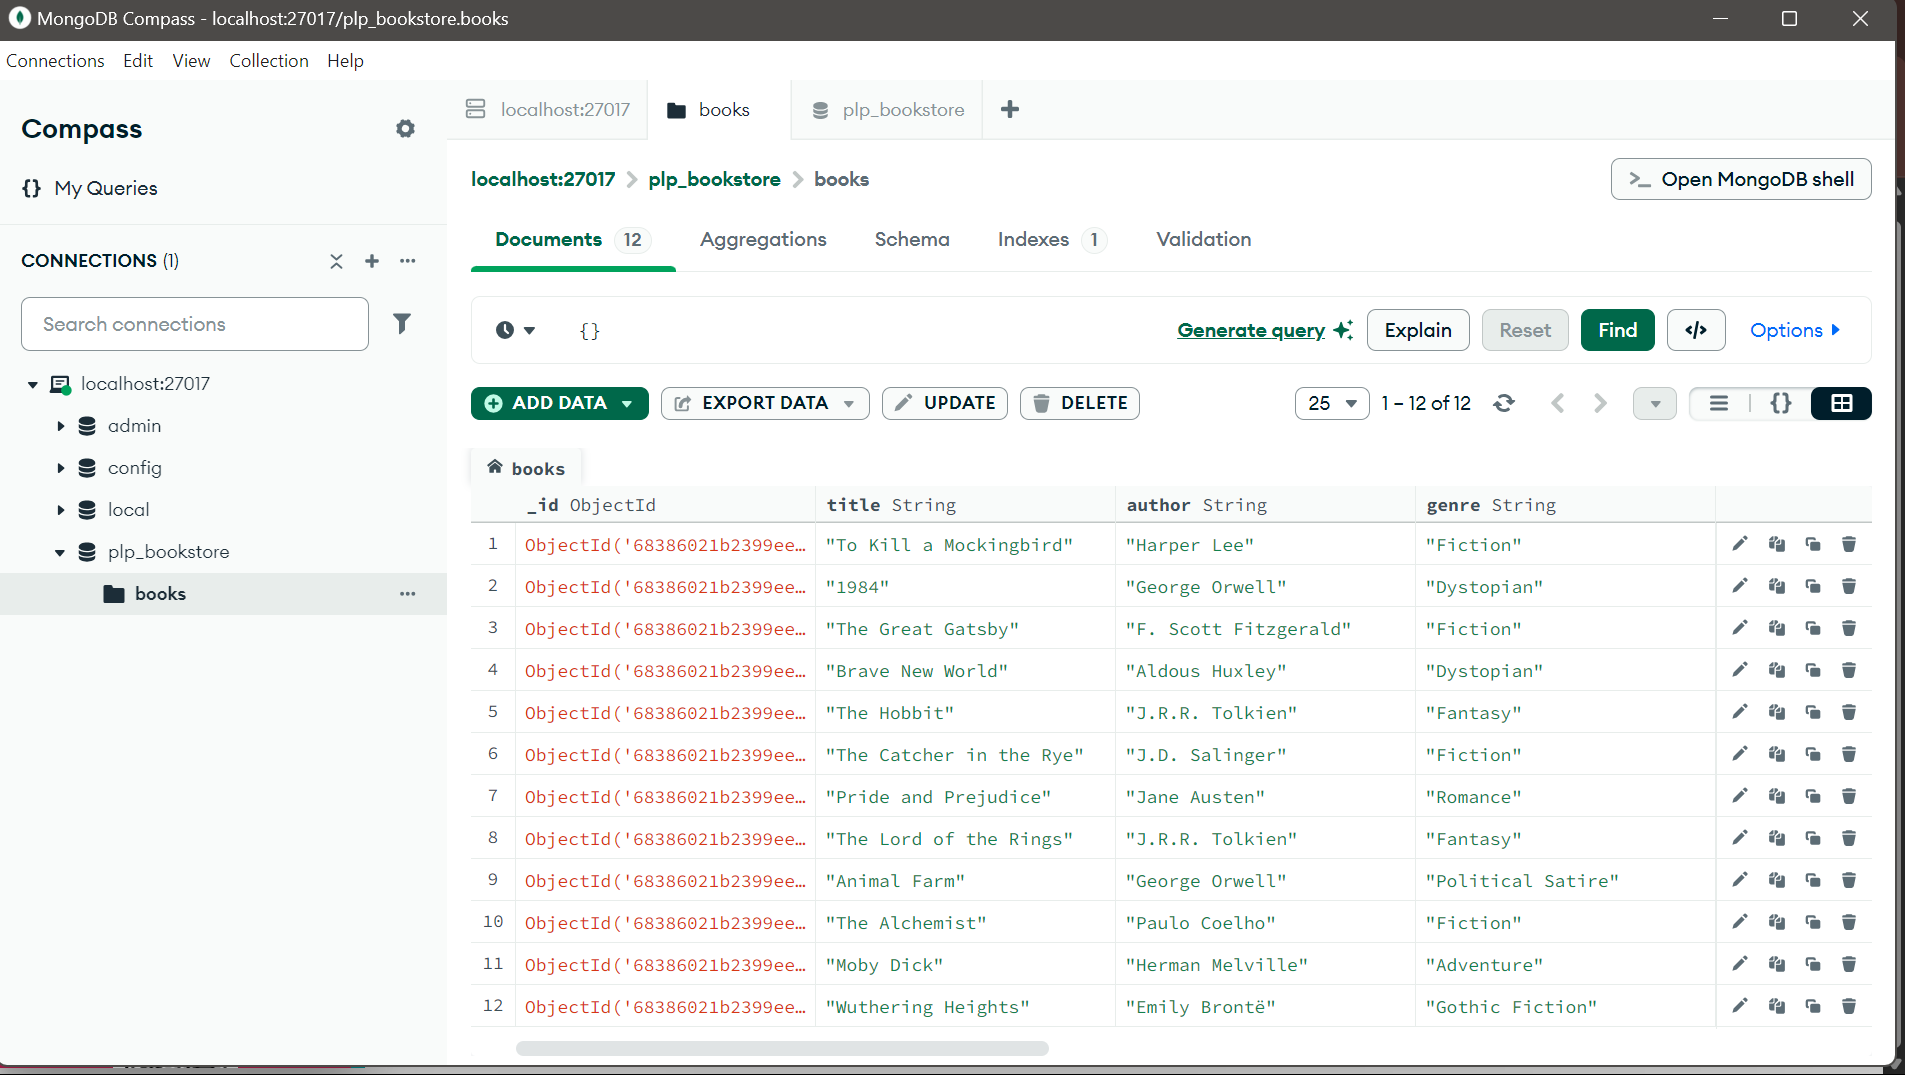 MongoDB Compass - localhost:27017/plp_bookstore.books
Connections Edit View Collection Help
Compass
{} My Queries
CONNECTIONS (1)
Search connections
localhost:27017
admin
config
local
plp_bookstore
books
localhost:27017 books plp_bookstore
localhost:27017 > plp_bookstore > books
>_ Open MongoDB shell
Documents 12 Aggregations Schema Indexes 1 Validation
{} Generate query Explain Reset Find </> Options
ADD DATA EXPORT DATA UPDATE DELETE 25 1 – 12 of 12 {}
books
_id ObjectId title String author String genre String
1 ObjectId('68386021b2399ee… "To Kill a Mockingbird" "Harper Lee" "Fiction"
2 ObjectId('68386021b2399ee… "1984" "George Orwell" "Dystopian"
3 ObjectId('68386021b2399ee… "The Great Gatsby" "F. Scott Fitzgerald" "Fiction"
4 ObjectId('68386021b2399ee… "Brave New World" "Aldous Huxley" "Dystopian"
5 ObjectId('68386021b2399ee… "The Hobbit" "J.R.R. Tolkien" "Fantasy"
6 ObjectId('68386021b2399ee… "The Catcher in the Rye" "J.D. Salinger" "Fiction"
7 ObjectId('68386021b2399ee… "Pride and Prejudice" "Jane Austen" "Romance"
8 ObjectId('68386021b2399ee… "The Lord of the Rings" "J.R.R. Tolkien" "Fantasy"
9 ObjectId('68386021b2399ee… "Animal Farm" "George Orwell" "Political Satire"
10 ObjectId('68386021b2399ee… "The Alchemist" "Paulo Coelho" "Fiction"
11 ObjectId('68386021b2399ee… "Moby Dick" "Herman Melville" "Adventure"
12 ObjectId('68386021b2399ee… "Wuthering Heights" "Emily Brontë" "Gothic Fiction"